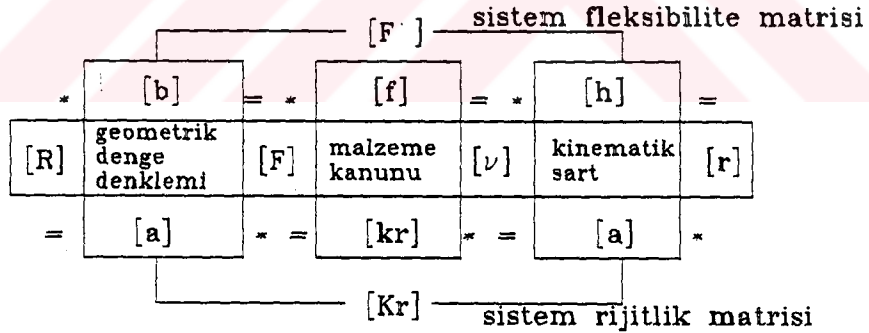 sistem fleksibilite matrisi
[F]
[b] [f] [h]
* = * = * =
[R] geometrik denge denklemi [F] malzeme kanunu [ν] kinematik sart [r]
= [a] * = [kr] * = [a] *
[Kr]
sistem rijitlik matrisi